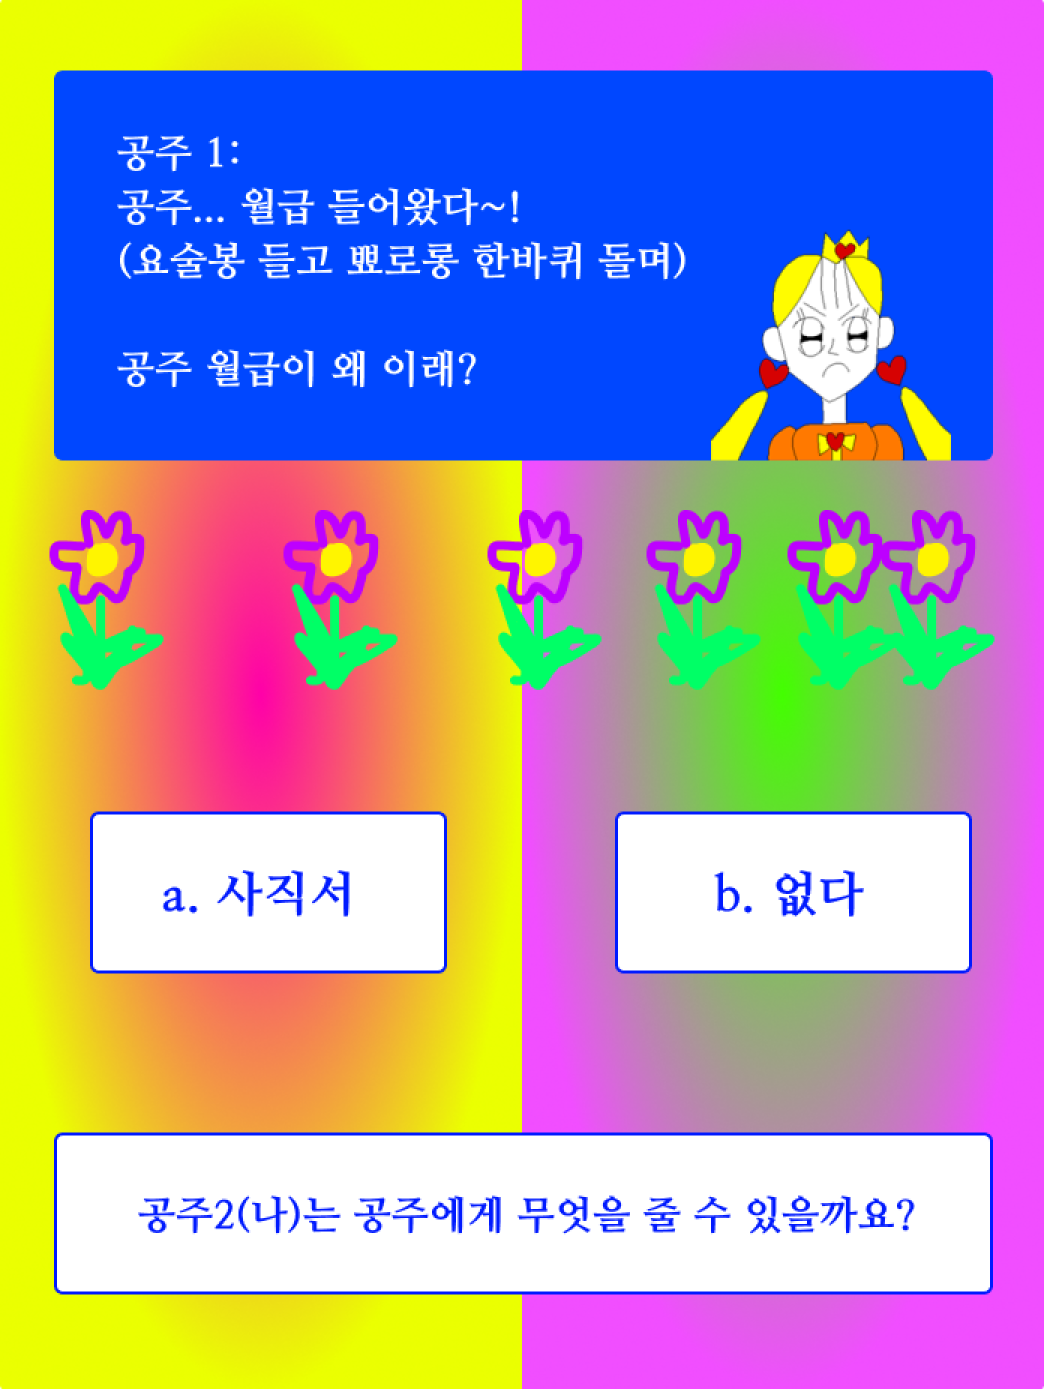 공주 1:
공주... 월급 들어왔다~!
(요술봉 들고 뾰로롱 한바퀴 돌며)
공주 월급이 왜 이래?
a. 사직서
b. 없다
공주2(나)는 공주에게 무엇을 줄 수 있을까요?